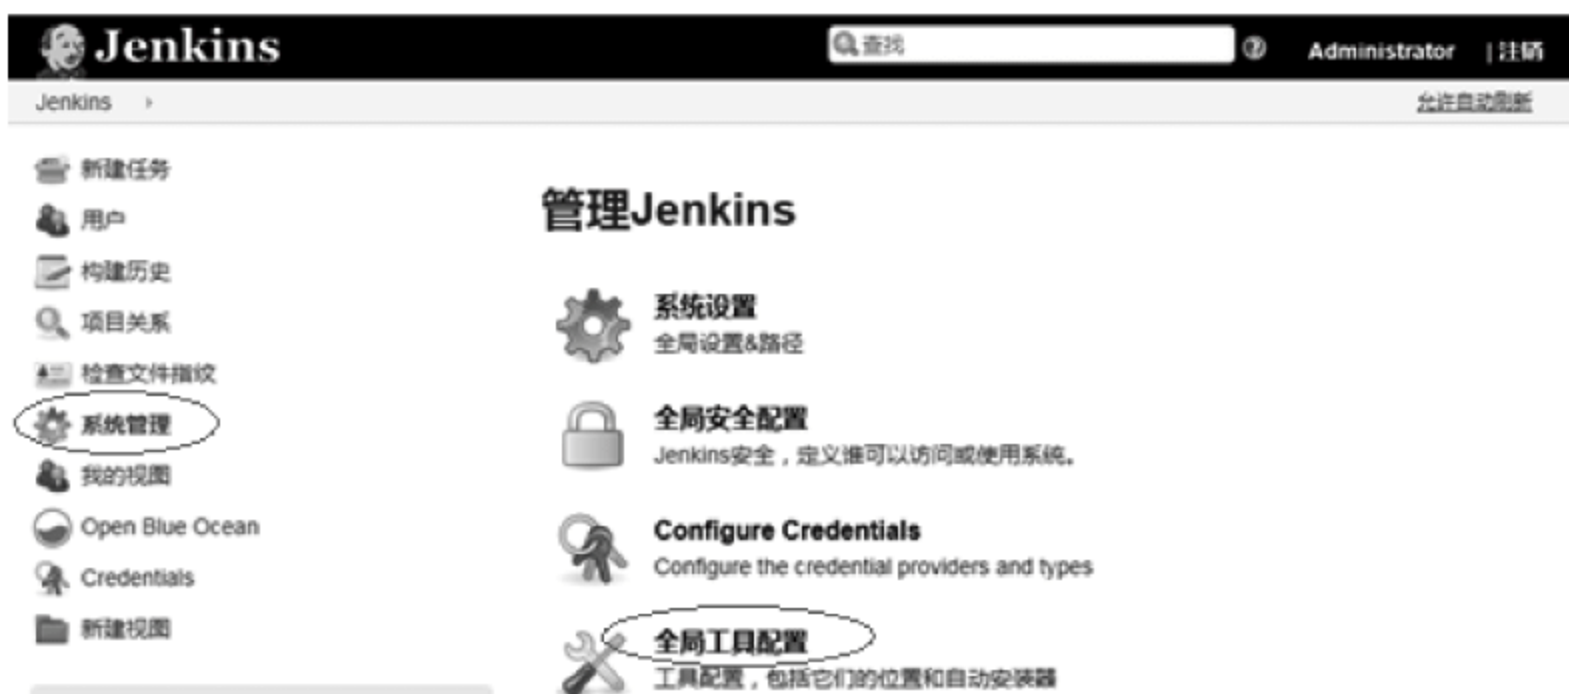 Jenkins
查找
Administrator | 注销
Jenkins
允许自动刷新
新建任务
用户
构建历史
项目关系
检查文件指纹
系统管理
我的视图
Open Blue Ocean
Credentials
新建视图
管理Jenkins
系统设置
全局设置&路径
全局安全配置
Jenkins安全，定义谁可以访问或使用系统。
Configure Credentials
Configure the credential providers and types
全局工具配置
工具配置，包括它们的位置和自动安装器